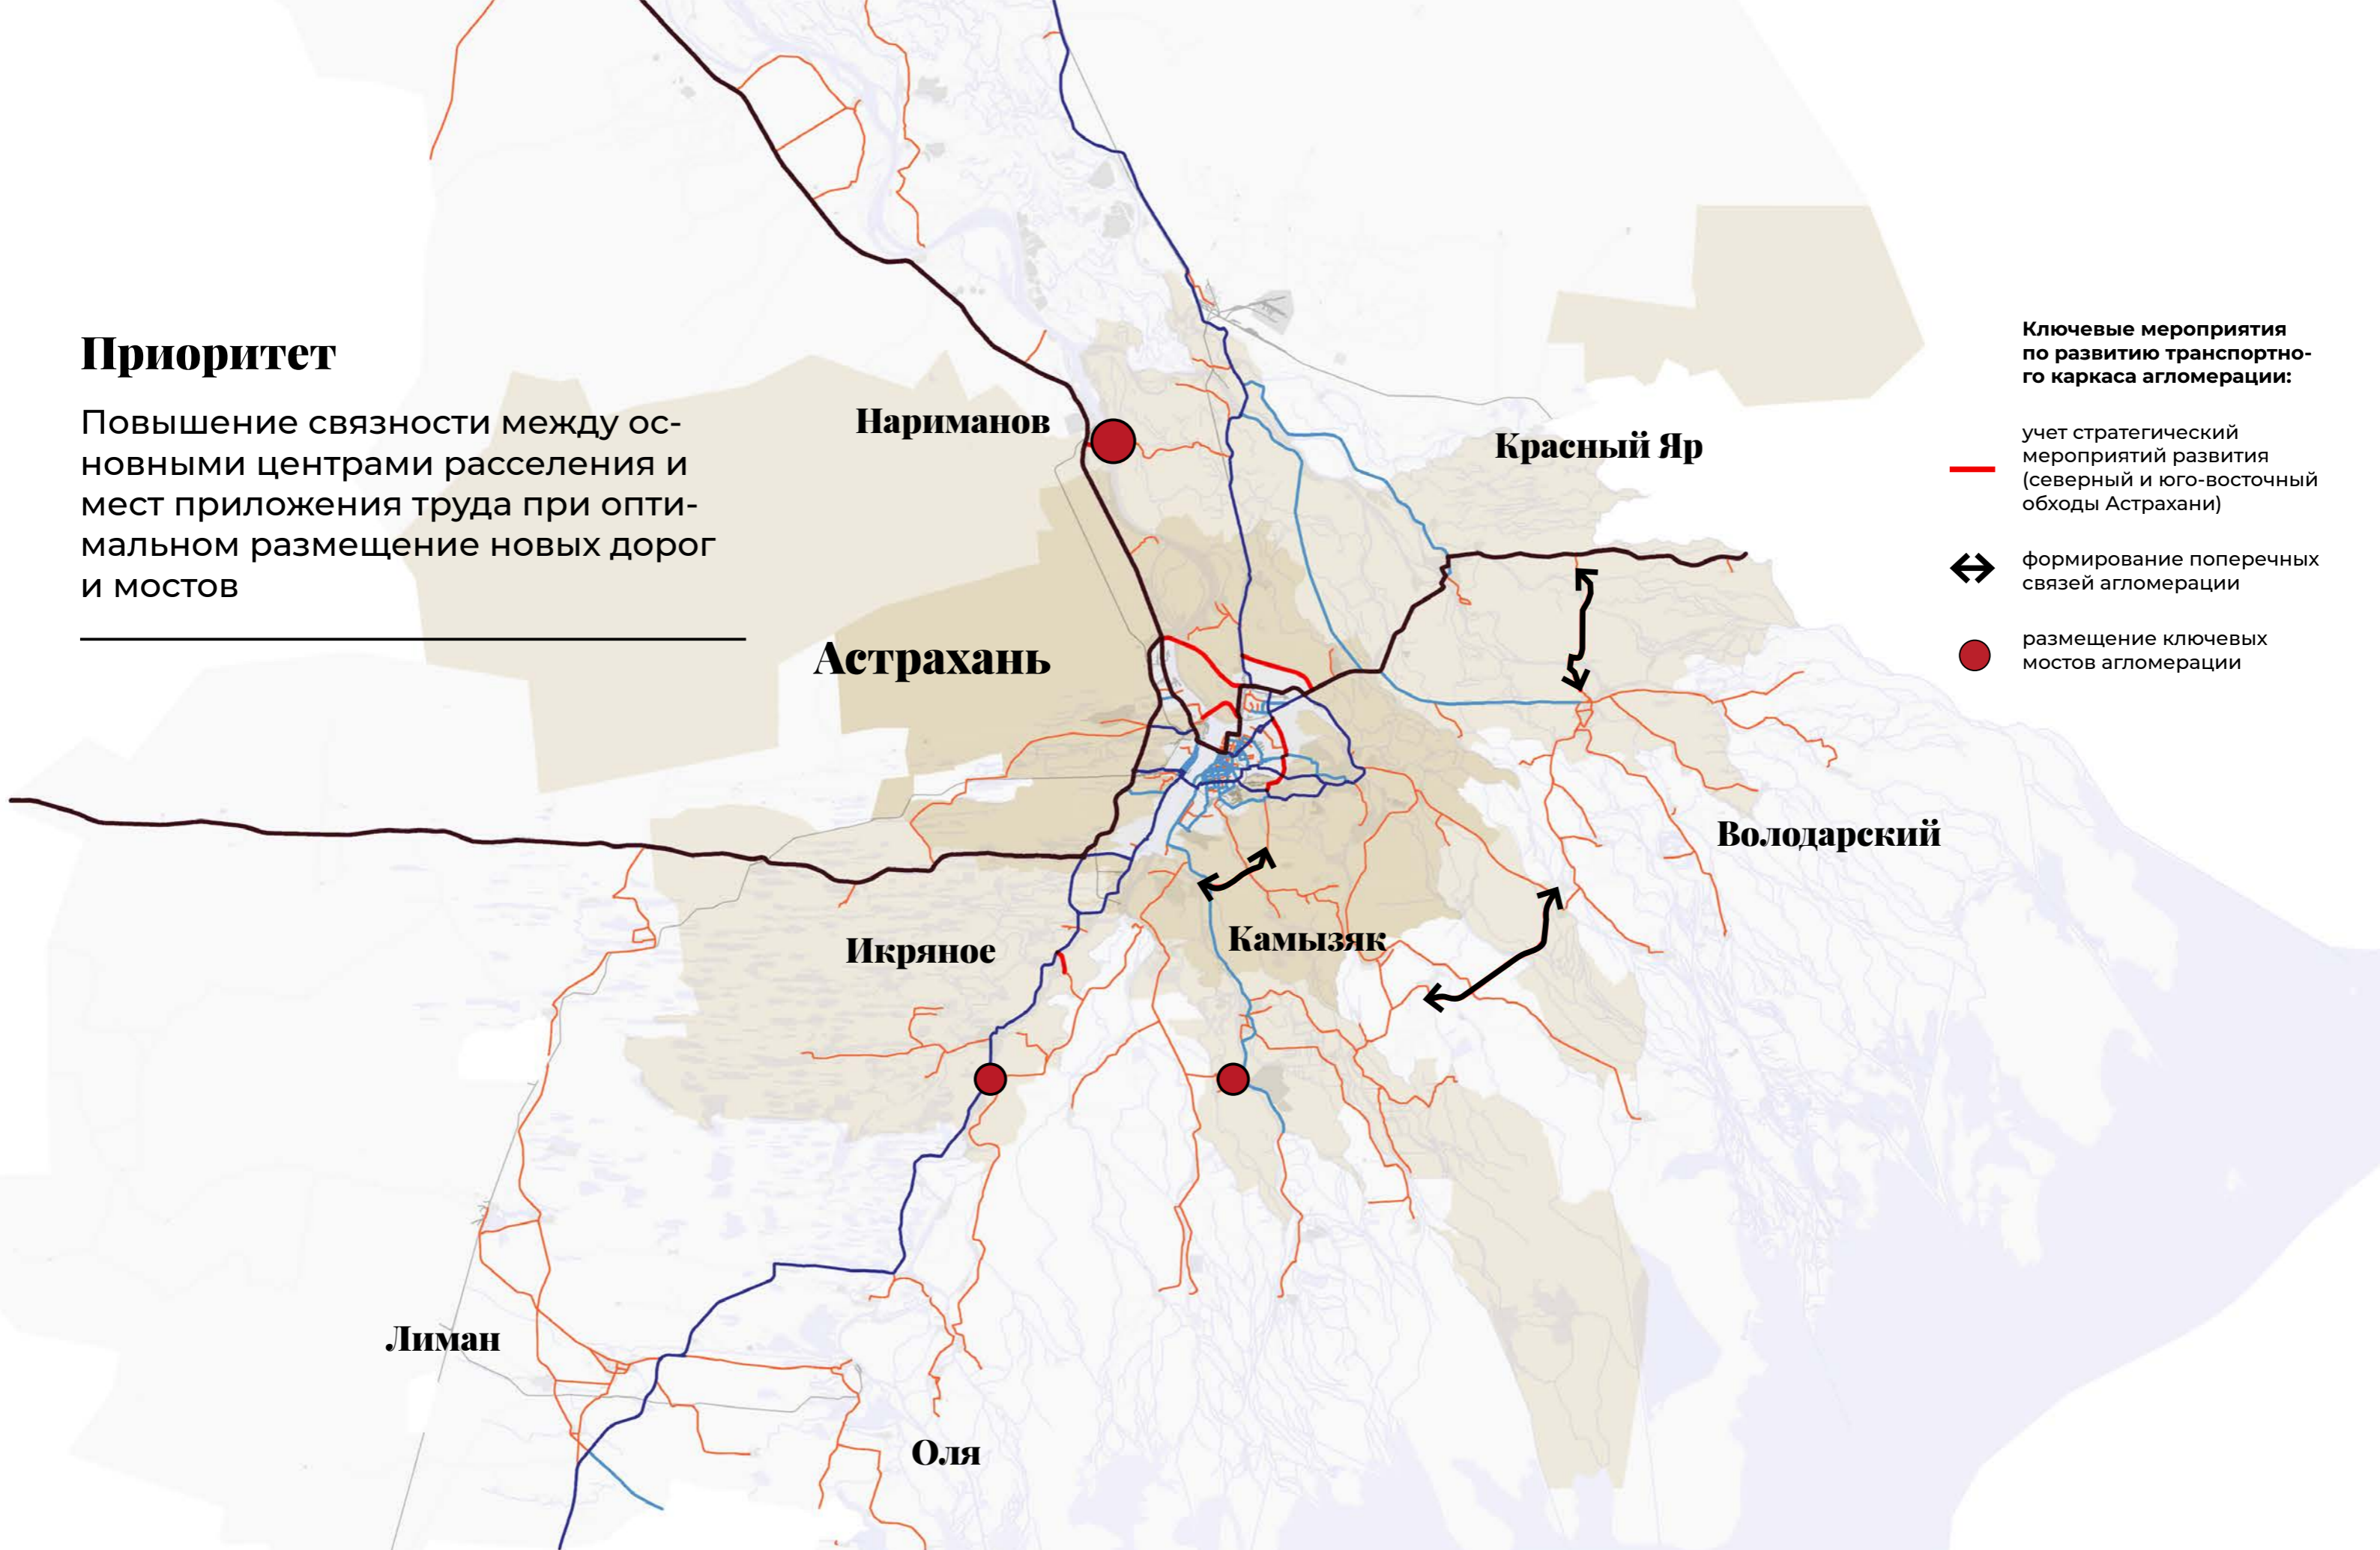 Приоритет
Повышение связности между ос-
новными центрами расселения и
мест приложения труда при опти-
мальном размещение новых дорог
и мостов
Нариманов
Красный Яр
Астрахань
Володарский
Икряное
Камызяк
Лиман
Оля
Ключевые мероприятия
по развитию транспортно-
го каркаса агломерации:
учет стратегический
мероприятий развития
(северный и юго-восточный
обходы Астрахани)
формирование поперечных
связей агломерации
размещение ключевых
мостов агломерации